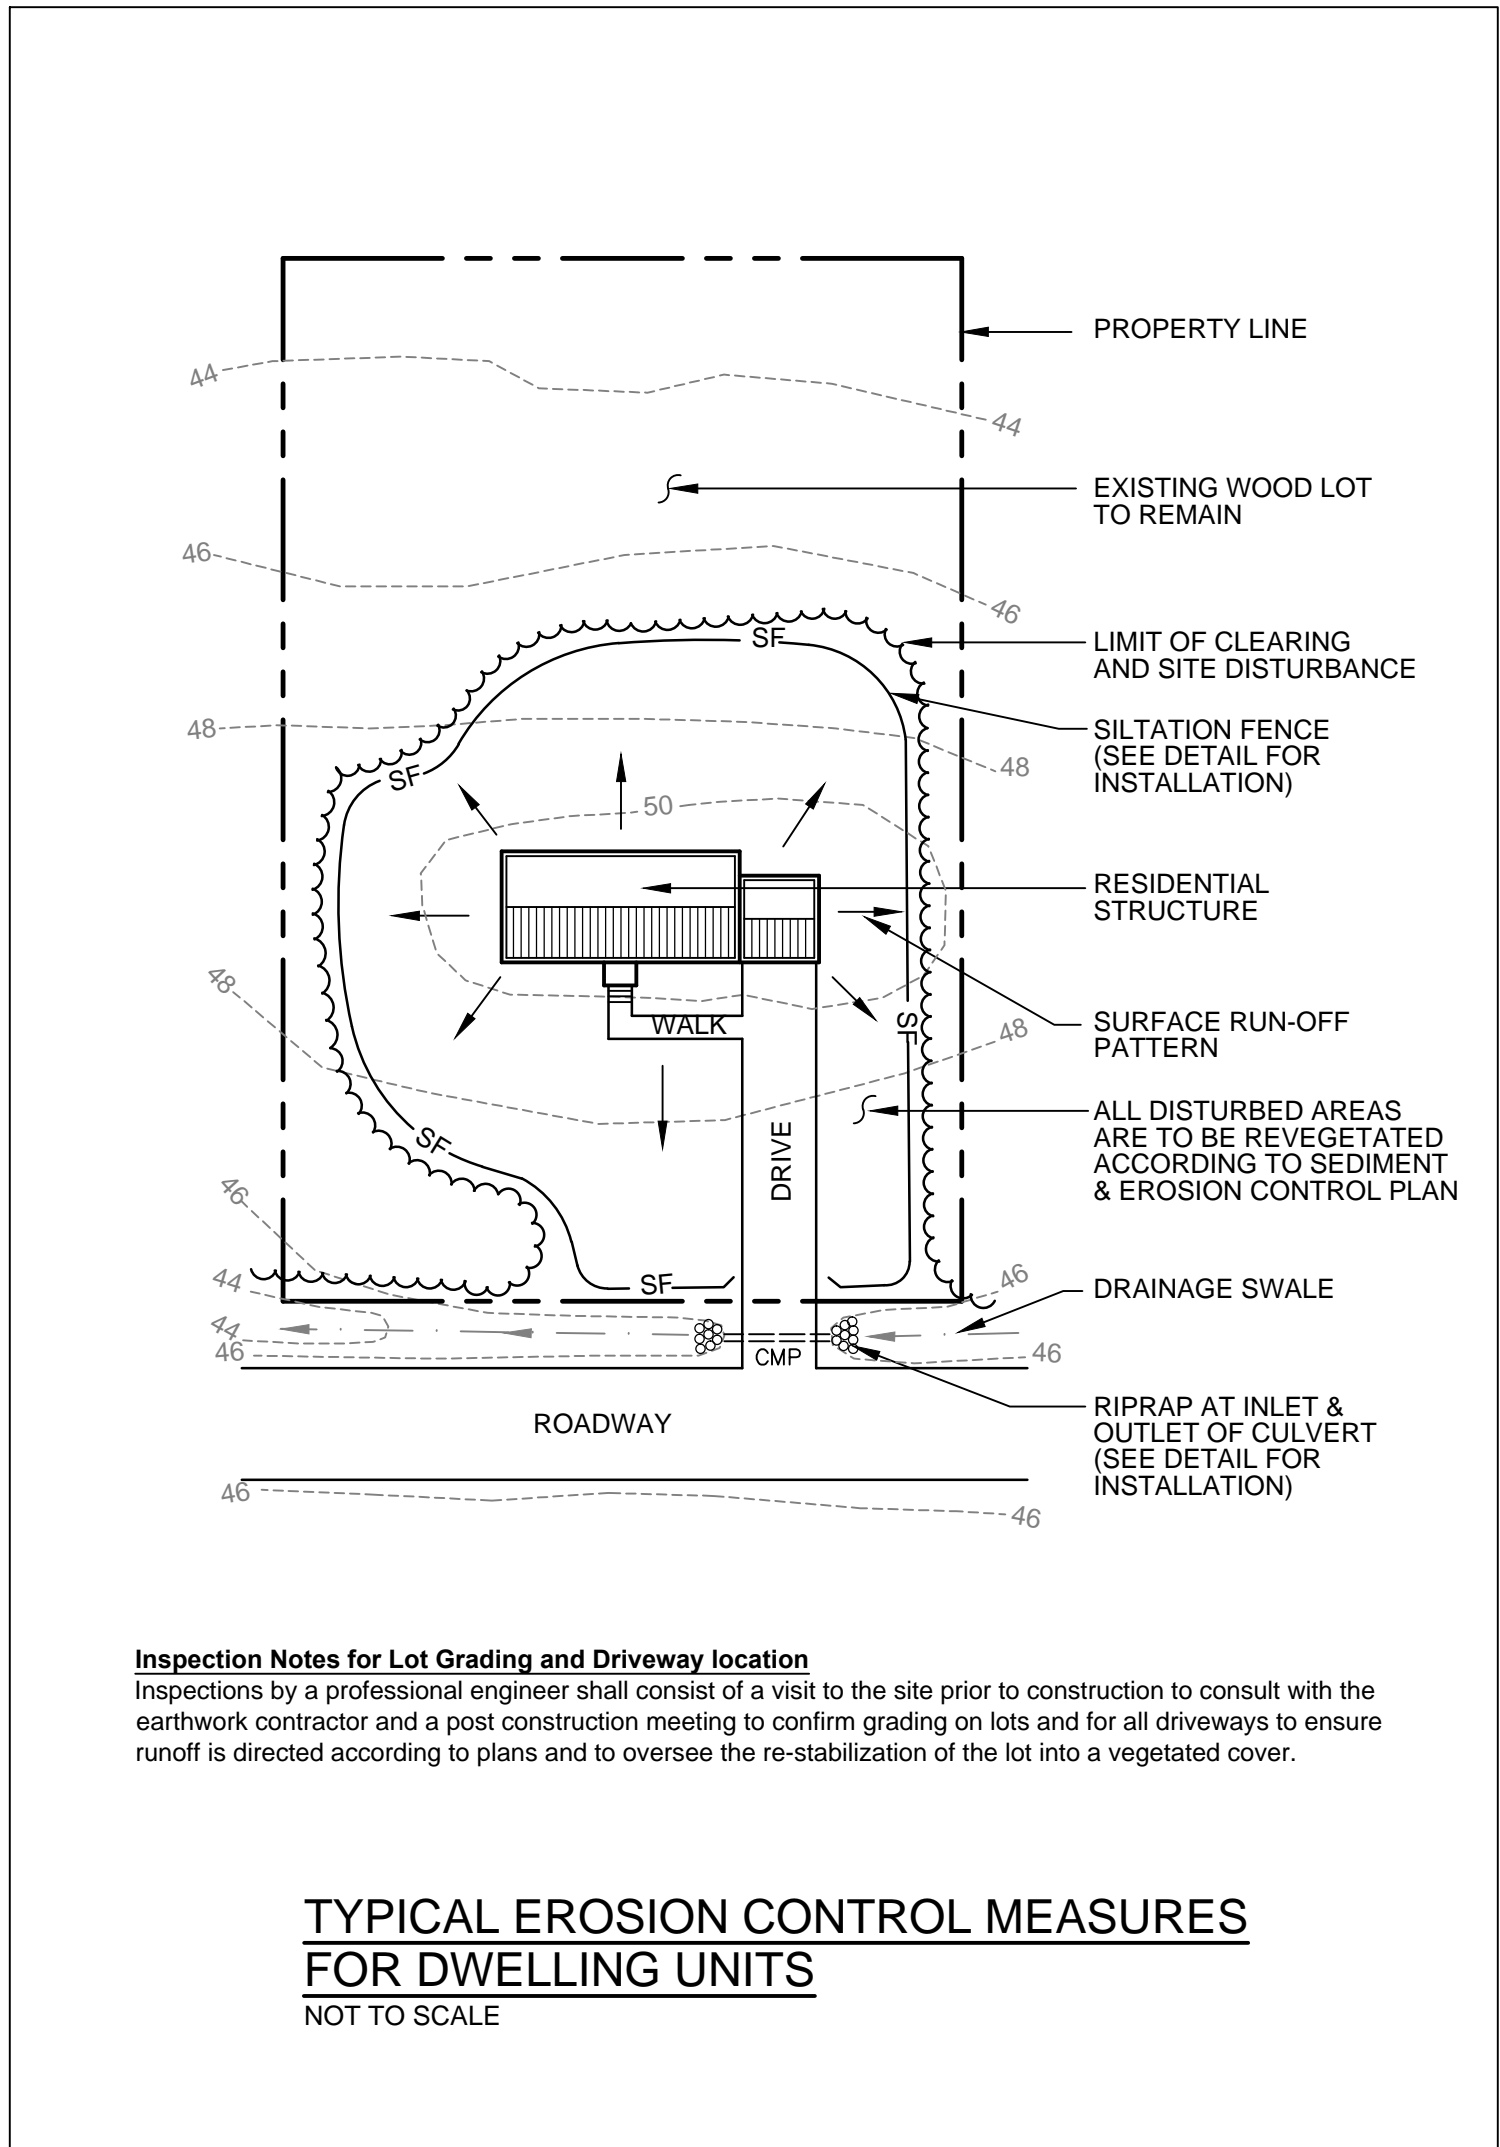 PROPERTY LINE
44
44
EXISTING WOOD LOT
TO REMAIN
46
46
SF
LIMIT OF CLEARING
AND SITE DISTURBANCE
48
48
SILTATION FENCE
(SEE DETAIL FOR
INSTALLATION)
SF
50
RESIDENTIAL
STRUCTURE
48
48
SF
WALK
SURFACE RUN-OFF
PATTERN
ALL DISTURBED AREAS
ARE TO BE REVEGETATED
ACCORDING TO SEDIMENT
& EROSION CONTROL PLAN
SF
DRIVE
46
44
SF
46
DRAINAGE SWALE
44
46
CMP
46
RIPRAP AT INLET &
OUTLET OF CULVERT
(SEE DETAIL FOR
INSTALLATION)
ROADWAY
46
46
Inspection Notes for Lot Grading and Driveway location
Inspections by a professional engineer shall consist of a visit to the site prior to construction to consult with the
earthwork contractor and a post construction meeting to confirm grading on lots and for all driveways to ensure
runoff is directed according to plans and to oversee the re-stabilization of the lot into a vegetated cover.
TYPICAL EROSION CONTROL MEASURES
FOR DWELLING UNITS
NOT TO SCALE